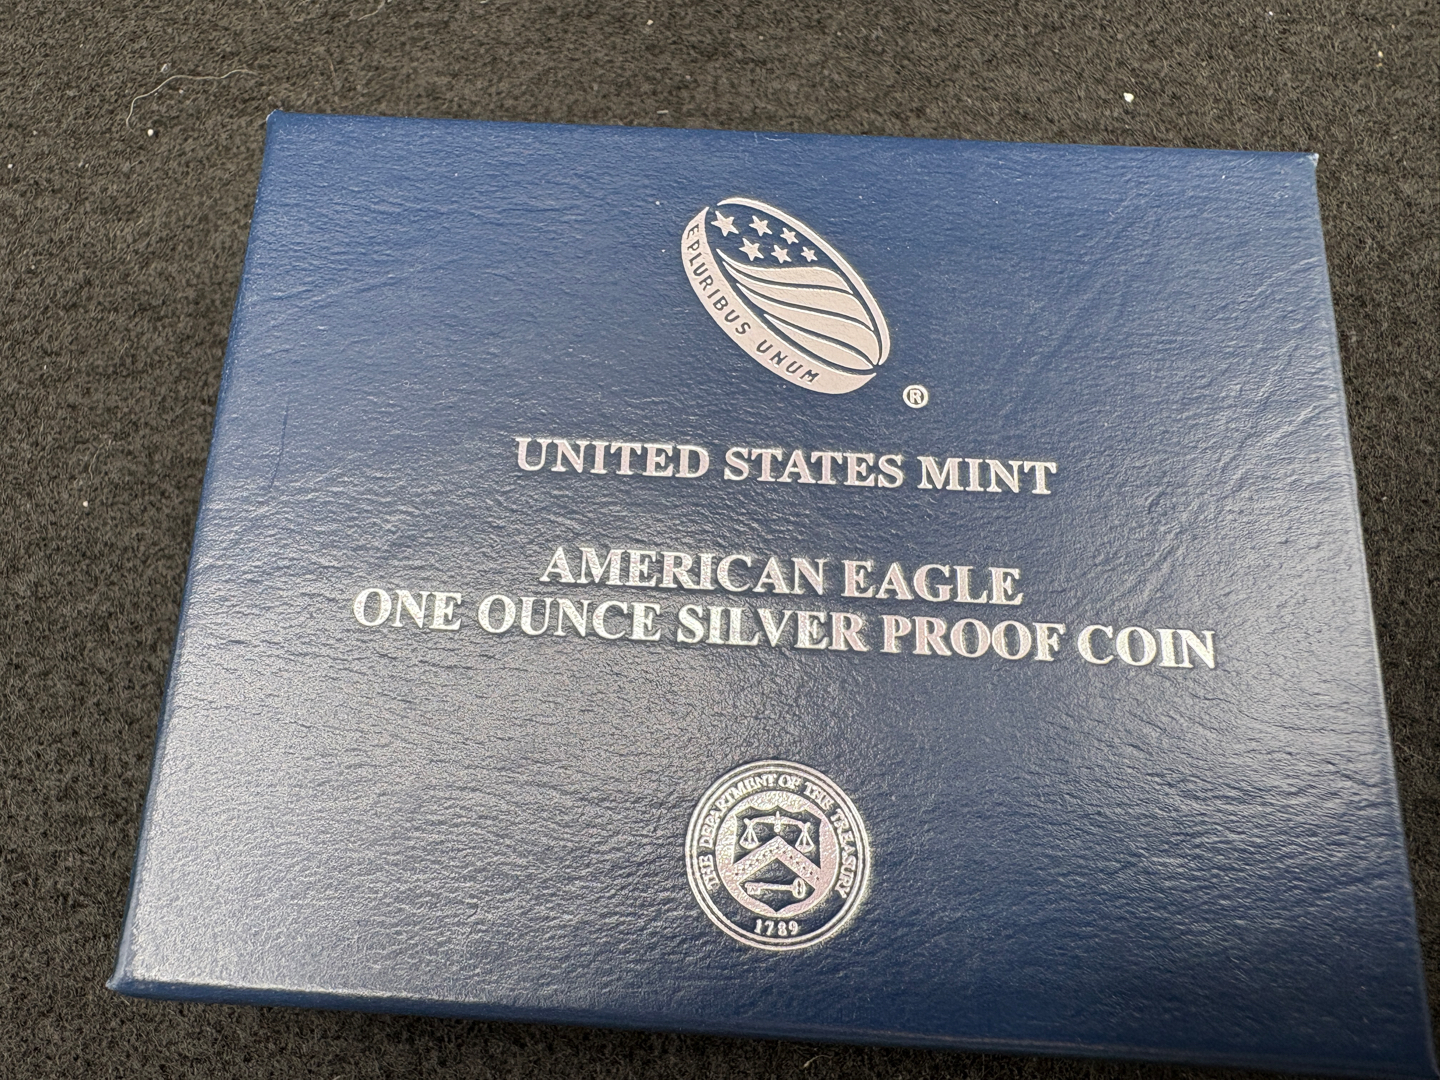 E PLURIBUS UNUM
®
UNITED STATES MINT
AMERICAN EAGLE
ONE OUNCE SILVER PROOF COIN
THE DEPARTMENT OF THE TREASURY
1789